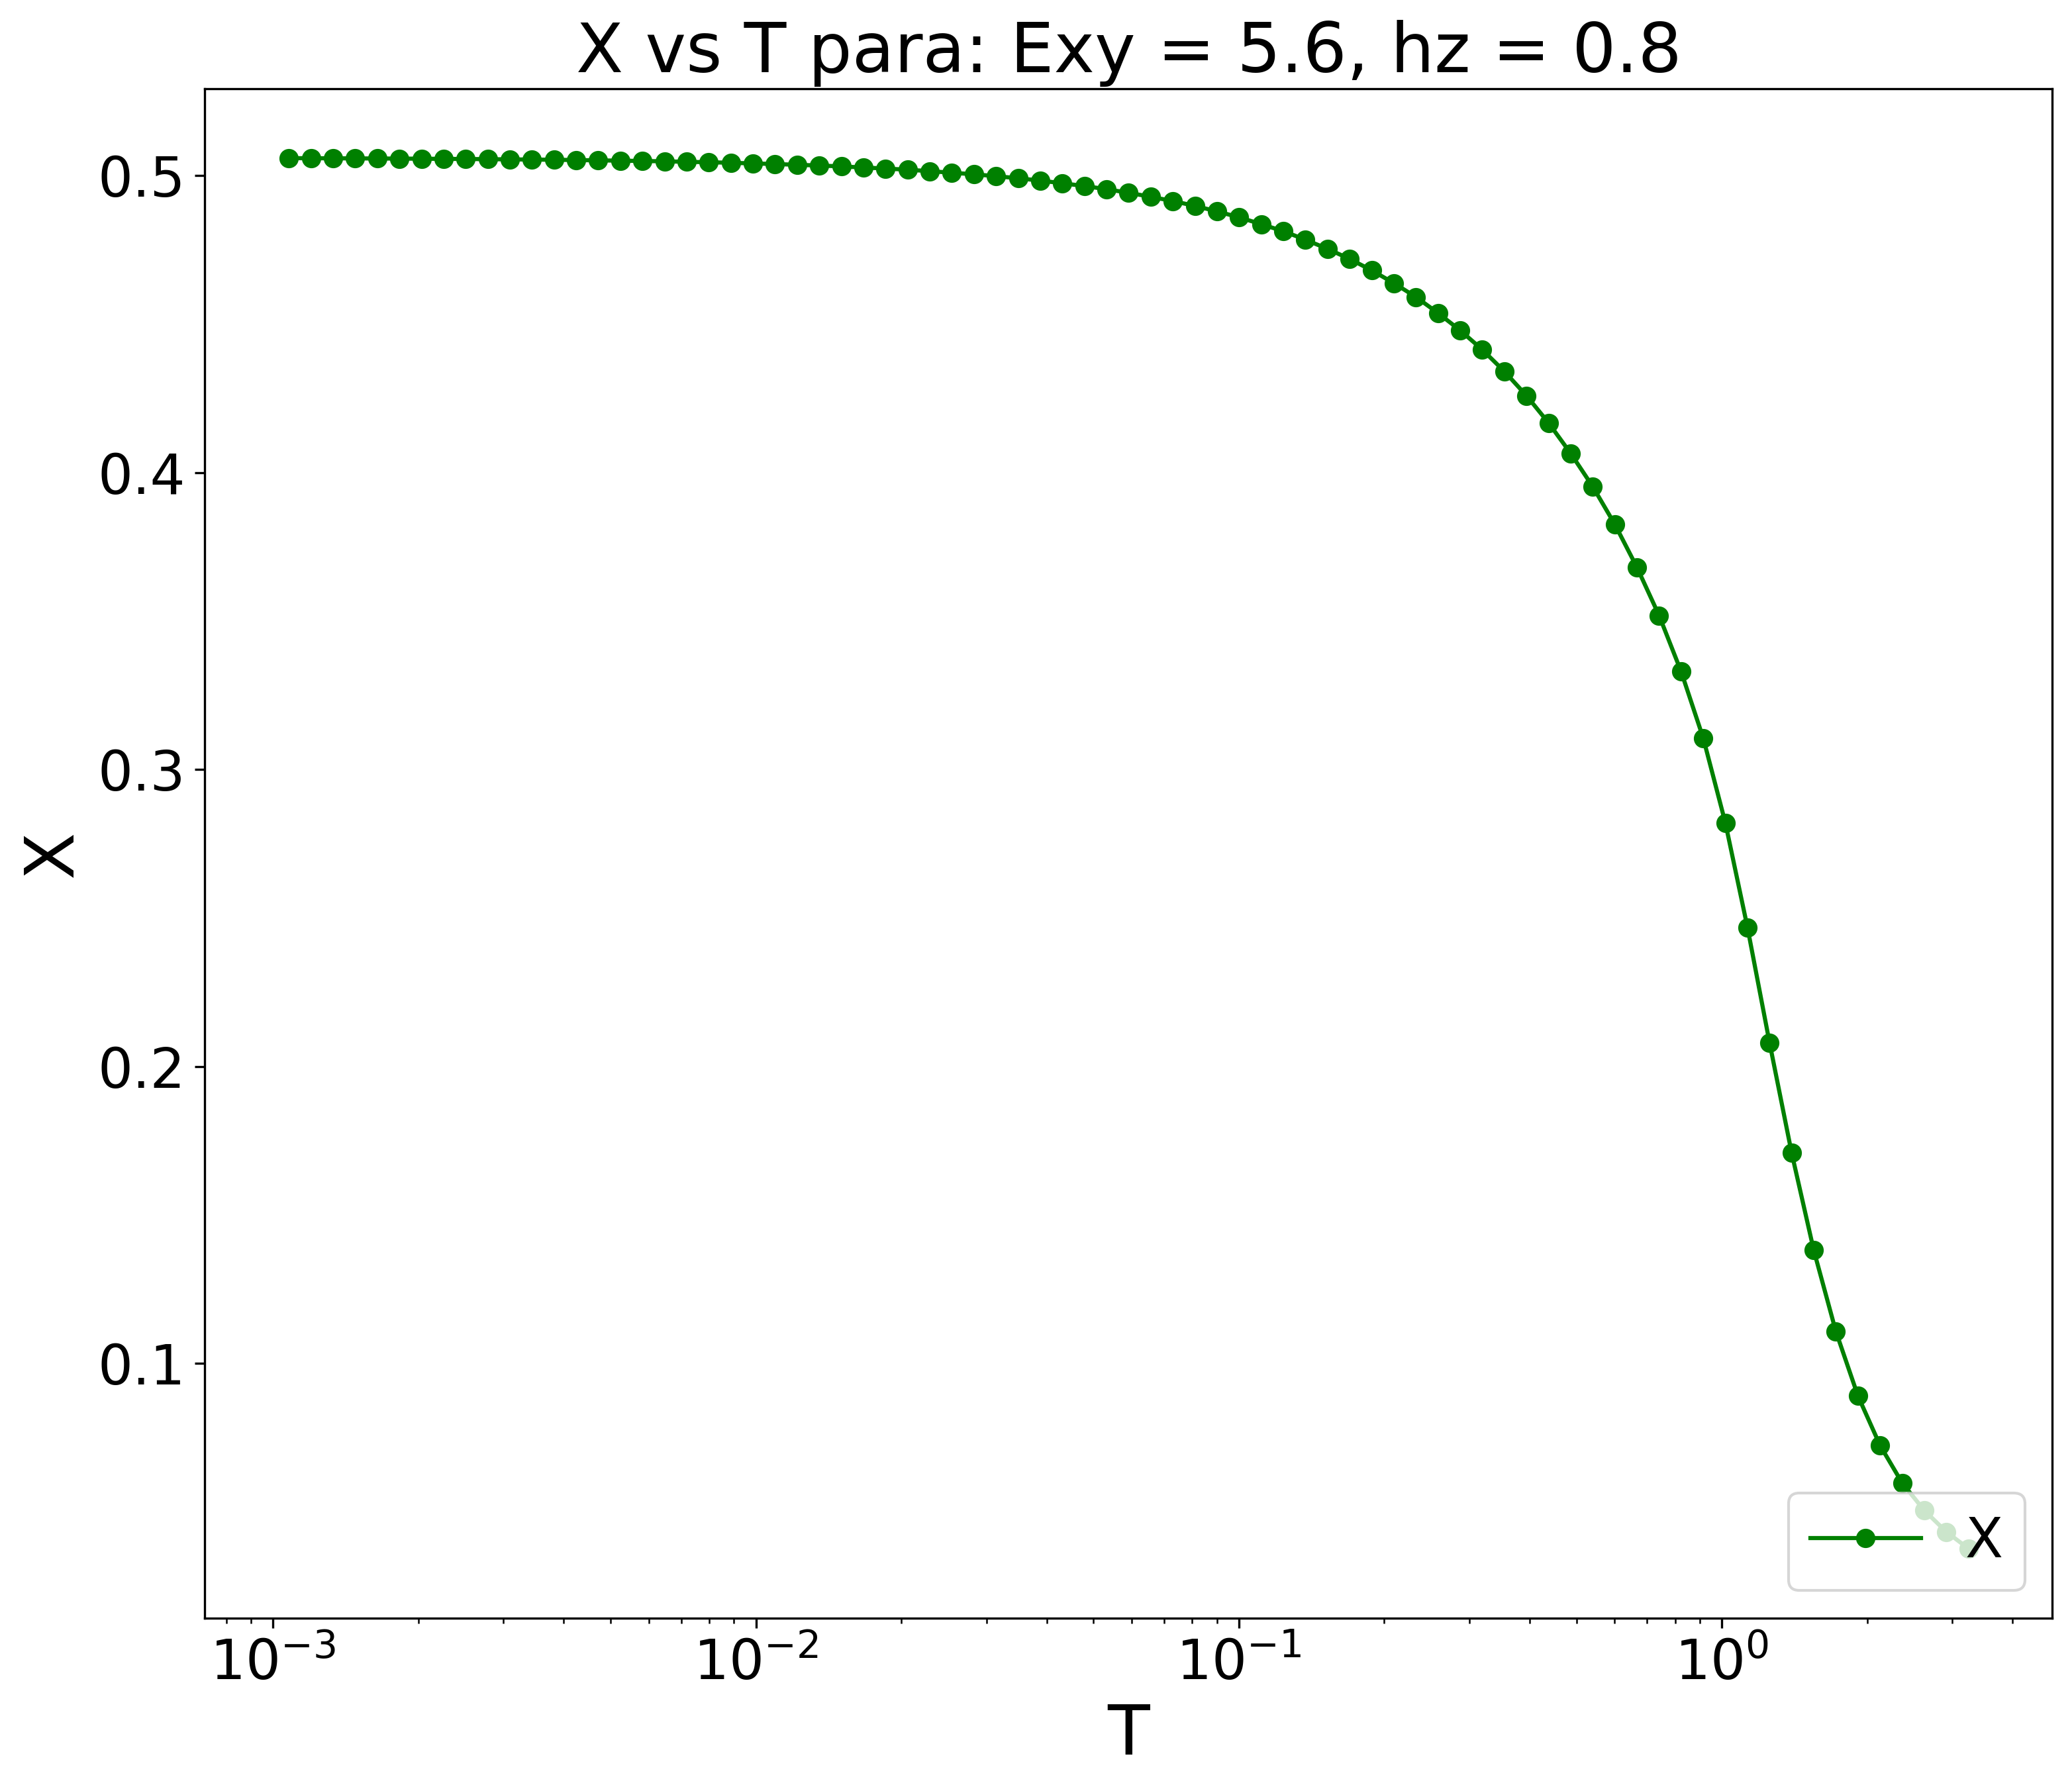 X vs T para: Exy = 5.6, hz = 0.8
0.5
0.4
0.3
0.2
0.1
X
X
10⁻³ 10⁻² 10⁻¹ 10⁰
T